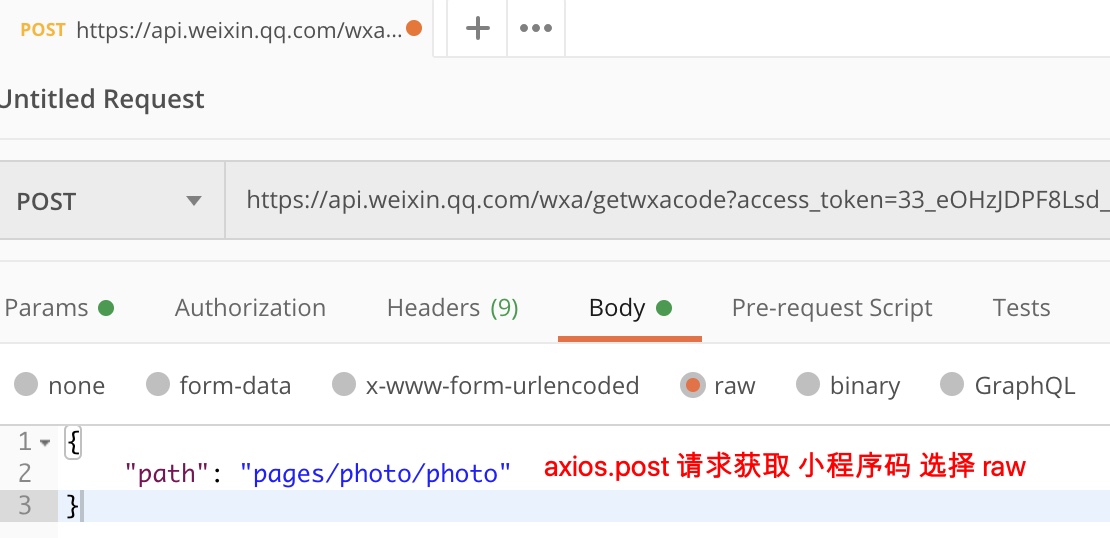 POST https://api.weixin.qq.com/wxa...
Untitled Request
POST https://api.weixin.qq.com/wxa/getwxacode?access_token=33_eOHzJDPF8Lsd_
Params Authorization Headers (9) Body Pre-request Script Tests
none form-data x-www-form-urlencoded raw binary GraphQL
1 {
2 "path": "pages/photo/photo" axios.post 请求获取 小程序码 选择 raw
3 }